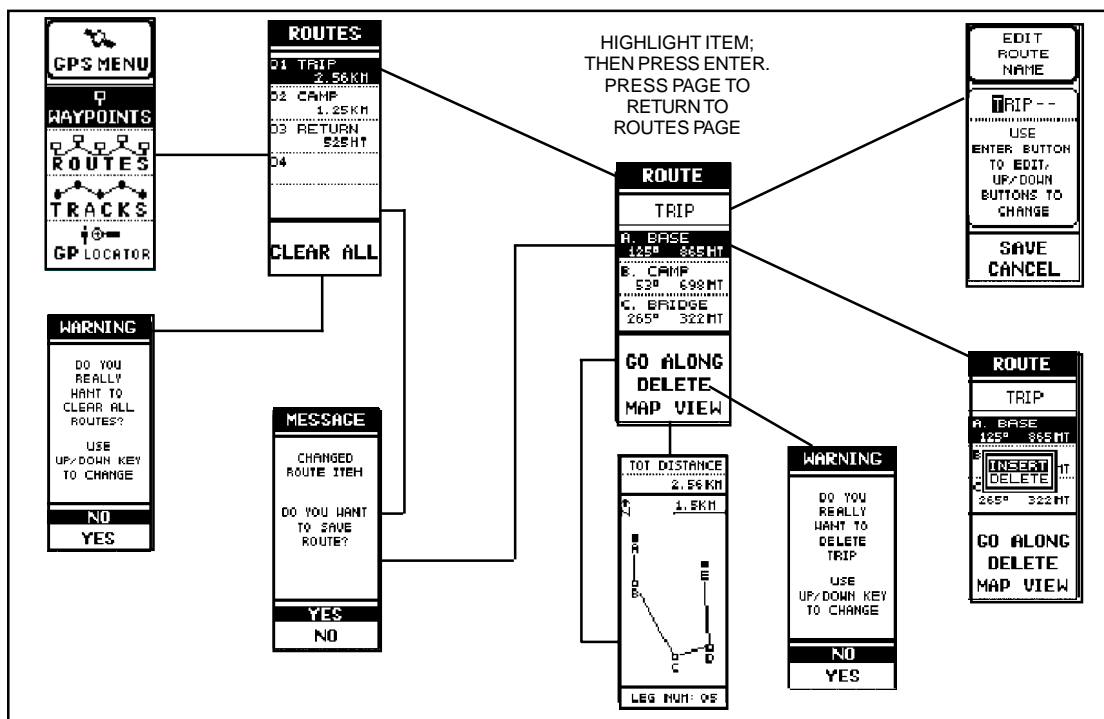 GPS MENU
WAYPOINTS
ROUTES
TRACKS
GP LOCATOR
ROUTES
01 TRIP
2.56KM
02 CAMP
1.25KM
03 RETURN
525MT
04
CLEAR ALL
HIGHLIGHT ITEM;
THEN PRESS ENTER.
PRESS PAGE TO
RETURN TO
ROUTES PAGE
EDIT
ROUTE
NAME
TRIP--
USE
ENTER BUTTON
TO EDIT,
UP/DOWN
BUTTONS TO
CHANGE
SAVE
CANCEL
ROUTE
TRIP
A. BASE
125º 865MT
B. CAMP
53º 698MT
C. BRIDGE
265º 322MT
GO ALONG
DELETE
MAP VIEW
WARNING
DO YOU
REALLY
WANT TO
CLEAR ALL
ROUTES?
USE
UP/DOWN KEY
TO CHANGE
NO
YES
MESSAGE
CHANGED
ROUTE ITEM
DO YOU WANT
TO SAVE
ROUTE?
YES
NO
TOT DISTANCE
2.56KM
1.5KM
A
B
C
D
E
LEG NUM: 05
WARNING
DO YOU
REALLY
WANT TO
DELETE
TRIP
USE
UP/DOWN KEY
TO CHANGE
NO
YES
ROUTE
TRIP
A. BASE
125º 865MT
B
INSERT
MT
DELETE
C
265º 322MT
GO ALONG
DELETE
MAP VIEW